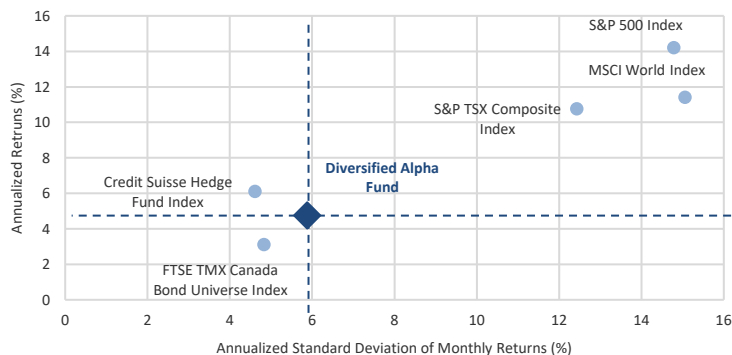 S&P 500 Index
MSCI World Index
S&P TSX Composite
Index
Diversified Alpha
Fund
Credit Suisse Hedge
Fund Index
FTSE TMX Canada
Bond Universe Index
Annualized Retruns (%)
16
14
12
10
8
6
4
2
0
0 2 4 6 8 10 12 14 16
Annualized Standard Deviation of Monthly Returns (%)